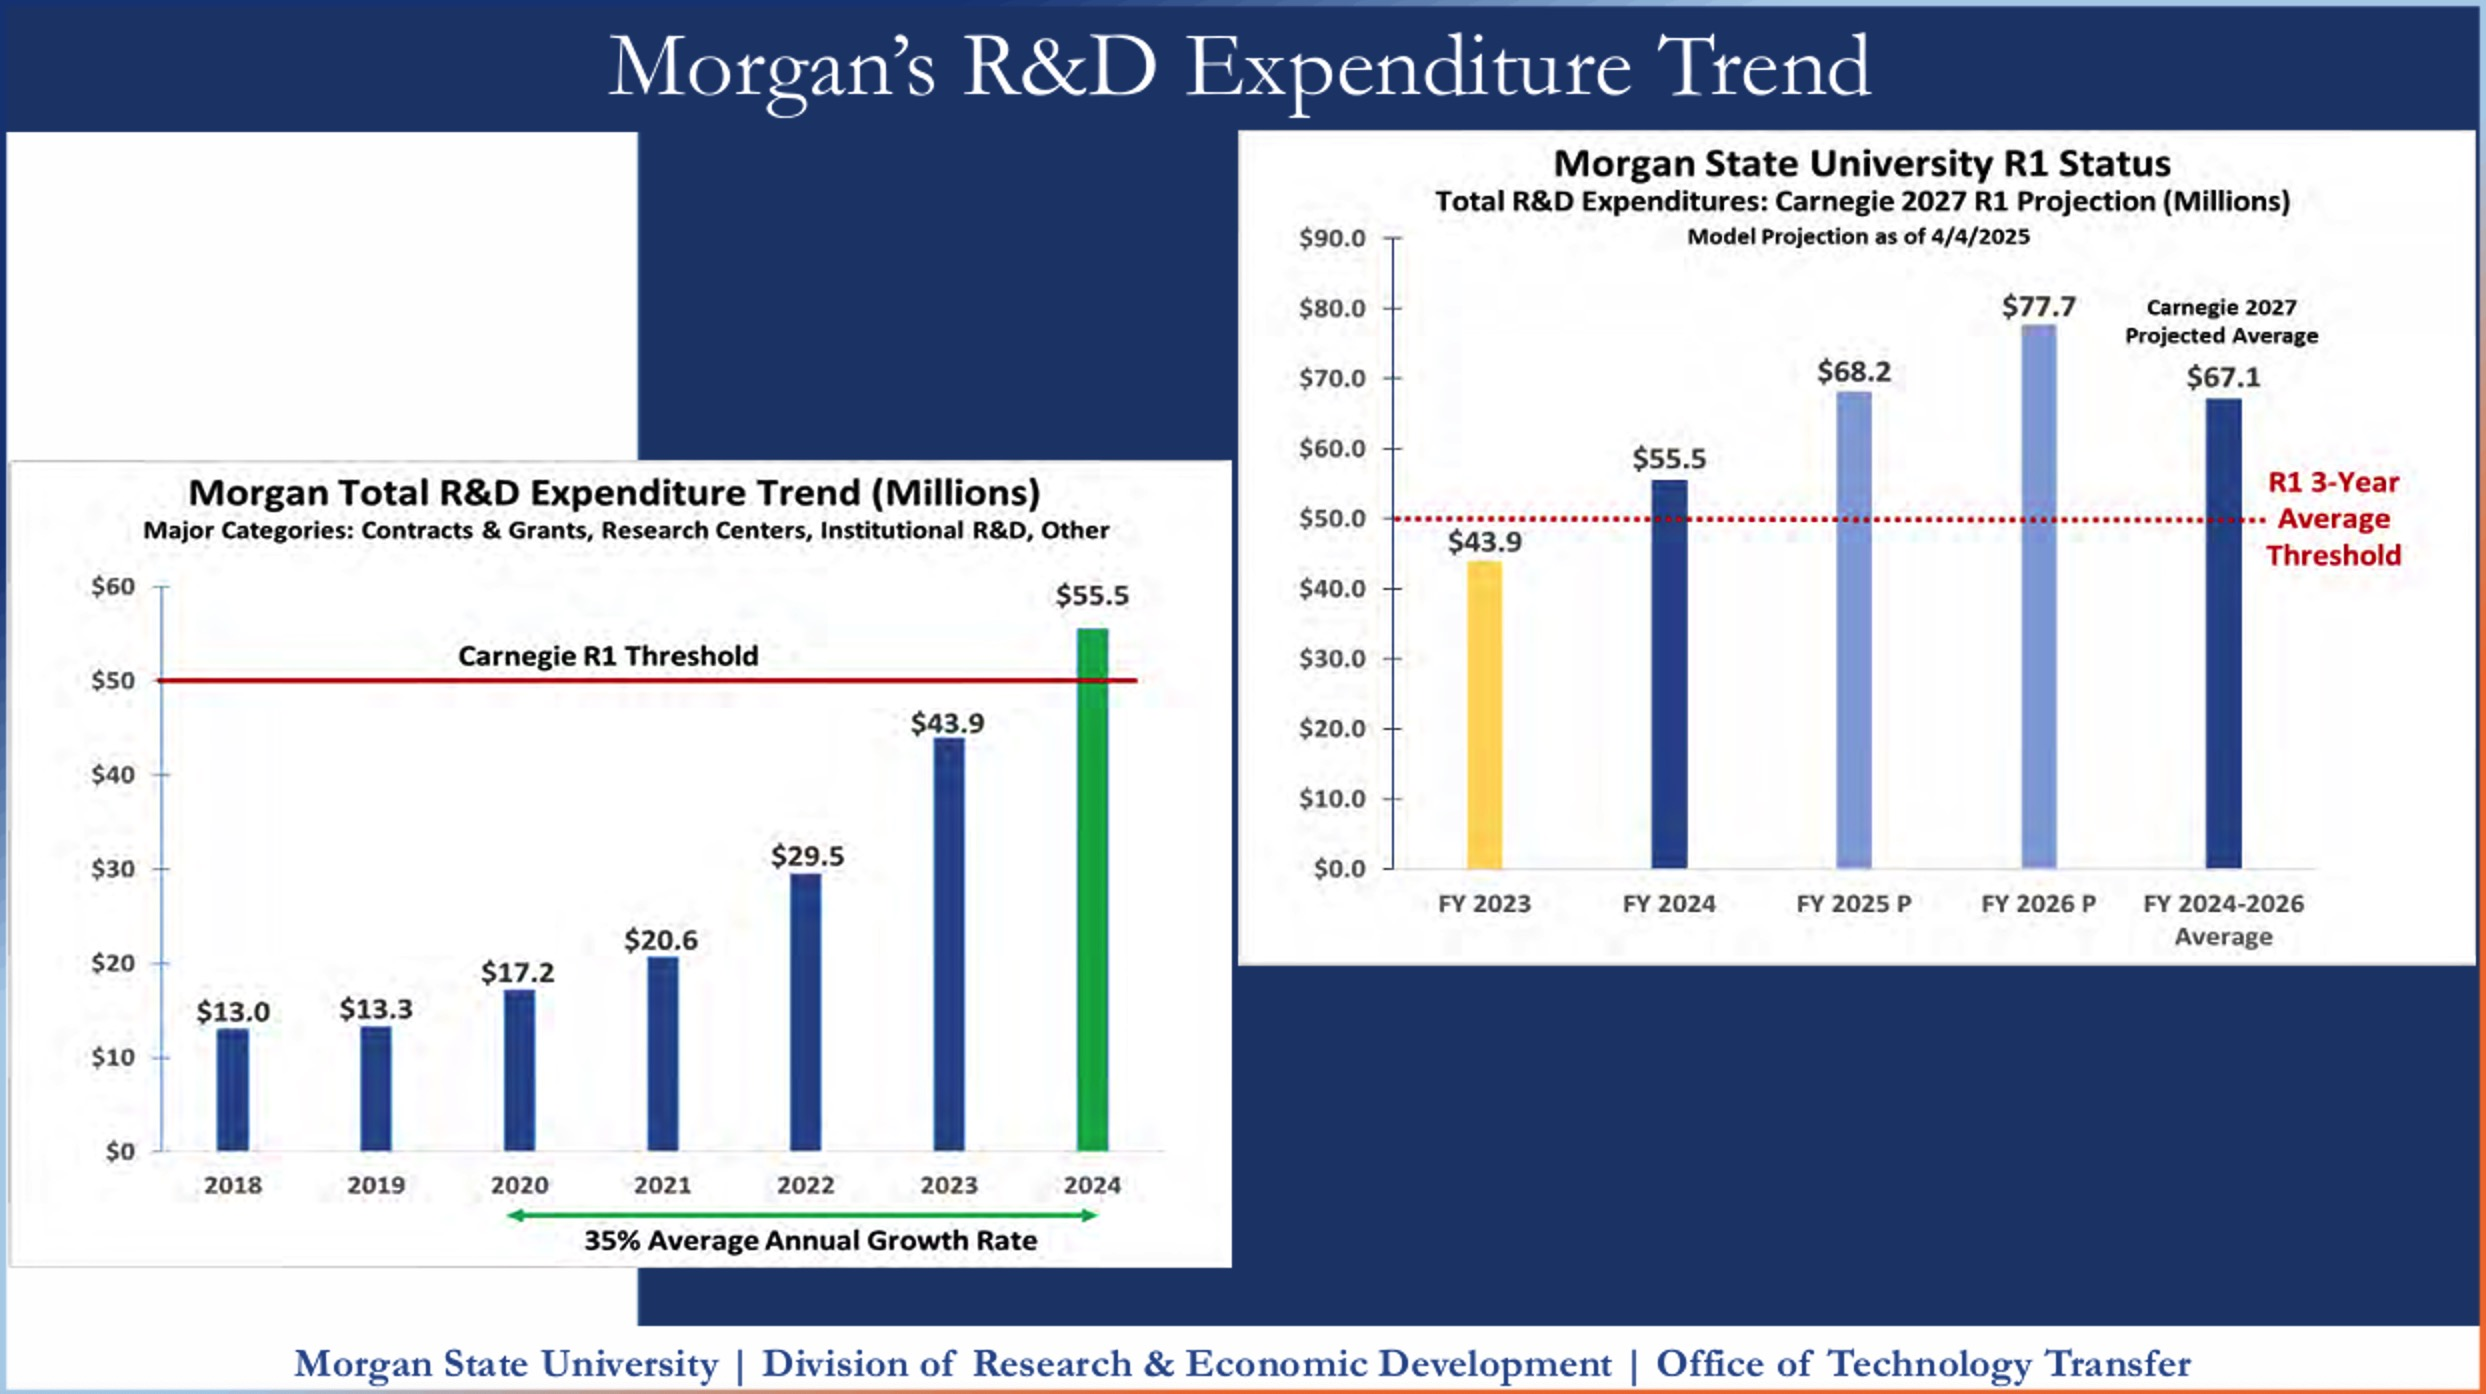 Morgan's R&D Expenditure Trend
Morgan Total R&D Expenditure Trend (Millions)
Major Categories: Contracts & Grants, Research Centers, Institutional R&D, Other
$60
$50
$40
$30
$20
$10
$0
Carnegie R1 Threshold
$13.0
$13.3
$17.2
$20.6
$29.5
$43.9
$55.5
2018 2019 2020 2021 2022 2023 2024
35% Average Annual Growth Rate
Morgan State University R1 Status
Total R&D Expenditures: Carnegie 2027 R1 Projection (Millions)
Model Projection as of 4/4/2025
$90.0
$80.0
$70.0
$60.0
$50.0
$40.0
$30.0
$20.0
$10.0
$0.0
$43.9
$55.5
$68.2
$77.7
Carnegie 2027
Projected Average
$67.1
R1 3-Year
Average
Threshold
FY 2023 FY 2024 FY 2025 P FY 2026 P FY 2024-2026
Average
Morgan State University | Division of Research & Economic Development | Office of Technology Transfer